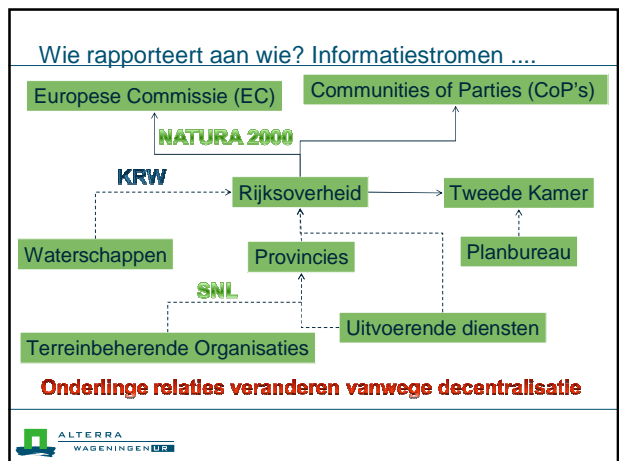 Wie rapporteert aan wie? Informatiestromen ....
Europese Commissie (EC)
Communities of Parties (CoP's)
NATURA 2000
KRW
Rijksoverheid
Tweede Kamer
Waterschappen
Provincies
Planbureau
SNL
Terreinbeherende Organisaties
Uitvoerende diensten
Onderlinge relaties veranderen vanwege decentralisatie
ALTERRA
WAGENINGEN UR